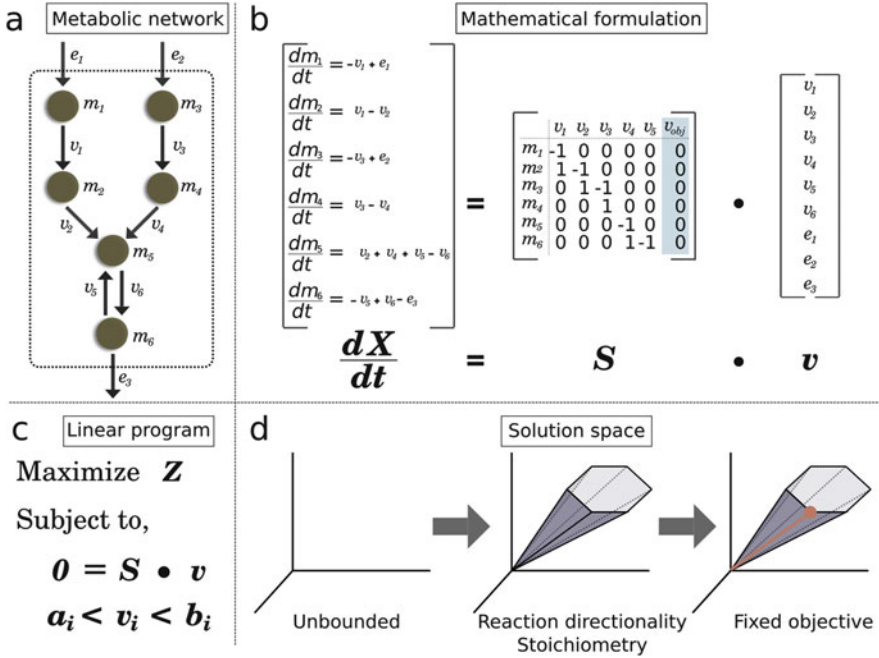 a Metabolic network
e1 e2
m1 m3
v1 v3
m2 m4
v2 v4
m5
v5 v6
m6
e3
b Mathematical formulation
dm1/dt = -v1 + e1
dm2/dt = v1 - v2
dm3/dt = -v3 + e2
dm4/dt = v3 - v4
dm5/dt = v2 + v4 + v5 - v6
dm6/dt = -v5 + v6 - e3
=
v1 v2 v3 v4 v5 vobj
m1 -1 0 0 0 0 0
m2 1 -1 0 0 0 0
m3 0 1 -1 0 0 0
m4 0 0 1 0 0 0
m5 0 0 0 -1 0 0
m6 0 0 0 1 -1 0
•
v1
v2
v3
v4
v5
v6
e1
e2
e3
dX/dt = S • v
c Linear program
Maximize Z
Subject to,
0 = S • v
ai < vi < bi
d Solution space
Unbounded
Reaction directionality
Stoichiometry
Fixed objective